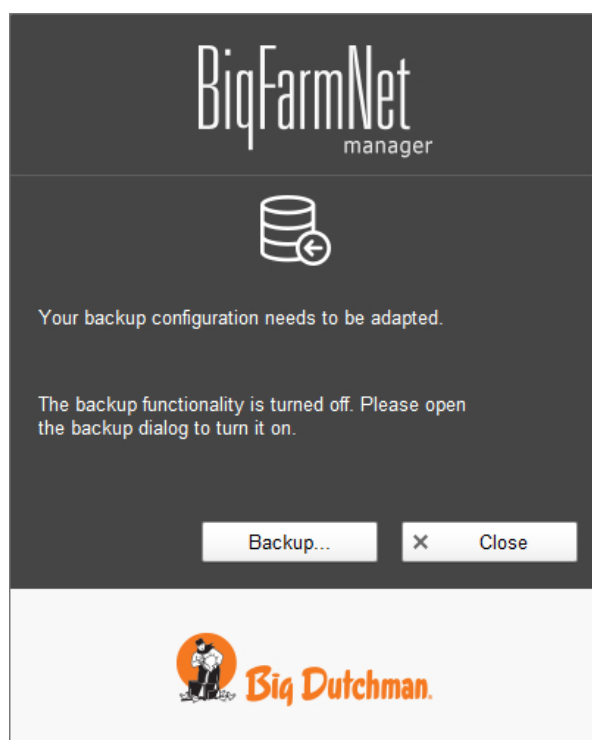 BigFarmNet
manager
Your backup configuration needs to be adapted.
The backup functionality is turned off. Please open
the backup dialog to turn it on.
Backup...
Close
Big Dutchman.